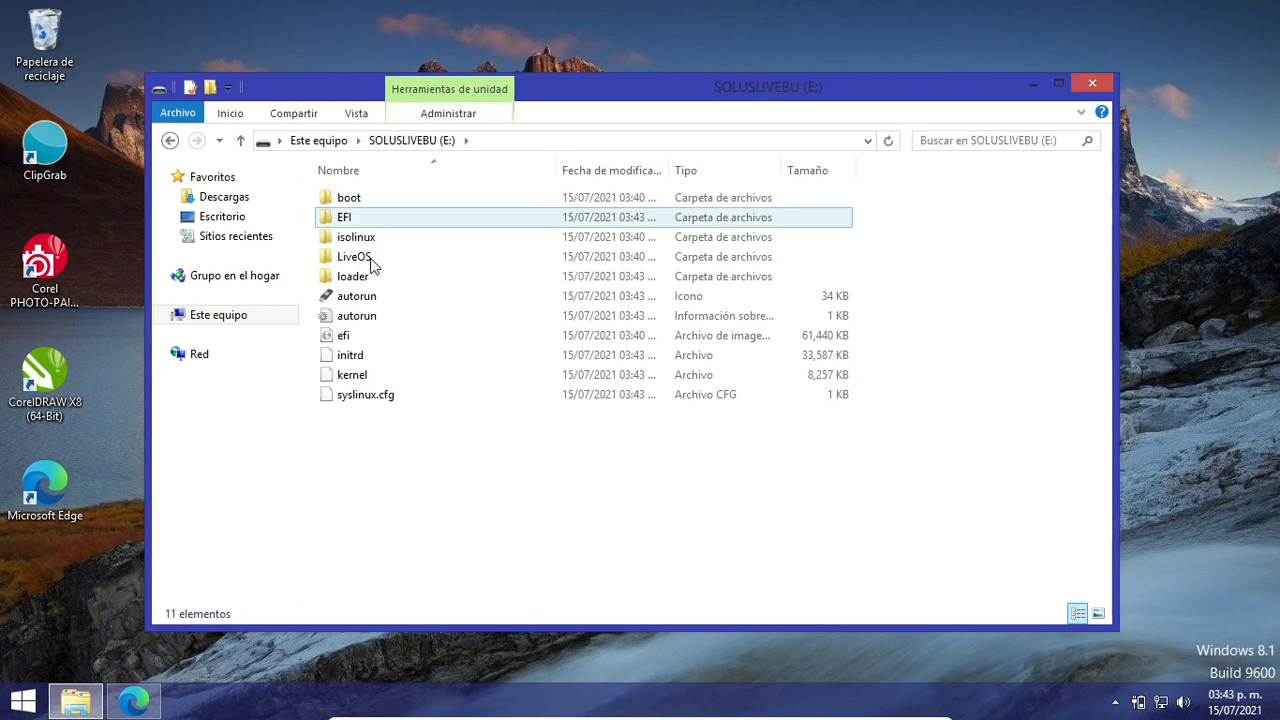 Papelera de
reciclaje
ClipGrab
Corel
PHOTO-PAI...
CorelDRAW X8
(64-Bit)
Microsoft Edge
Herramientas de unidad
SOLUSLIVEBU (E:)
Archivo Inicio Compartir Vista Administrar
Este equipo SOLUSLIVEBU (E:)
Buscar en SOLUSLIVEBU (E:)
Favoritos
Descargas
Escritorio
Sitios recientes
Grupo en el hogar
Este equipo
Red
Nombre Fecha de modifica... Tipo Tamaño
boot 15/07/2021 03:40 ... Carpeta de archivos
EFI 15/07/2021 03:43 ... Carpeta de archivos
isolinux 15/07/2021 03:40 ... Carpeta de archivos
LiveOS 15/07/2021 03:40 ... Carpeta de archivos
loader 15/07/2021 03:43 ... Carpeta de archivos
autorun 15/07/2021 03:43 ... Icono 34 KB
autorun 15/07/2021 03:43 ... Información sobre... 1 KB
efi 15/07/2021 03:40 ... Archivo de image... 61,440 KB
initrd 15/07/2021 03:43 ... Archivo 33,587 KB
kernel 15/07/2021 03:43 ... Archivo 8,257 KB
syslinux.cfg 15/07/2021 03:43 ... Archivo CFG 1 KB
11 elementos
Windows 8.1
Build 9600
03:43 p. m.
15/07/2021